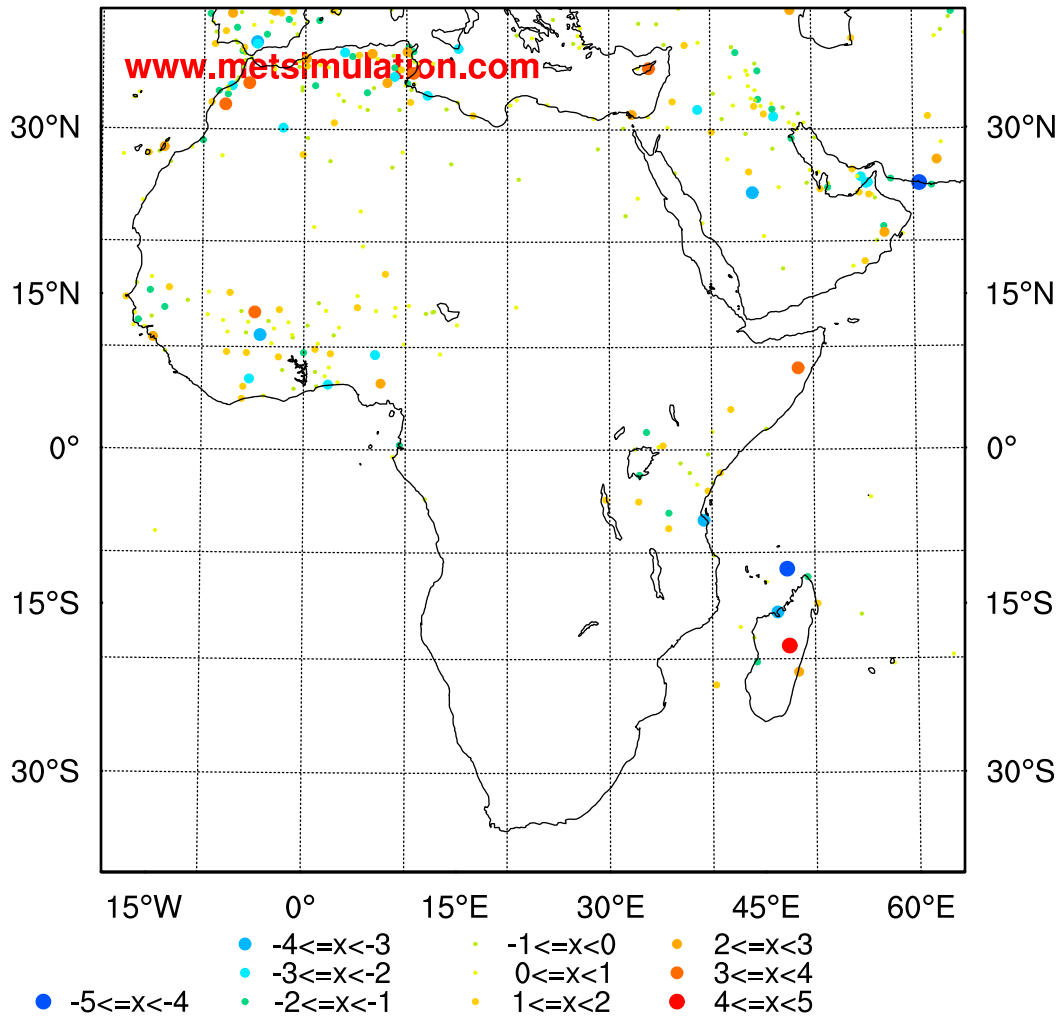 www.metsimulation.com
30°N 30°N
15°N 15°N
0° 0°
15°S 15°S
30°S 30°S
15°W 0° 15°E 30°E 45°E 60°E
-4<=x<-3 -1<=x<0 2<=x<3
-3<=x<-2 0<=x<1 3<=x<4
-5<=x<-4 -2<=x<-1 1<=x<2 4<=x<5